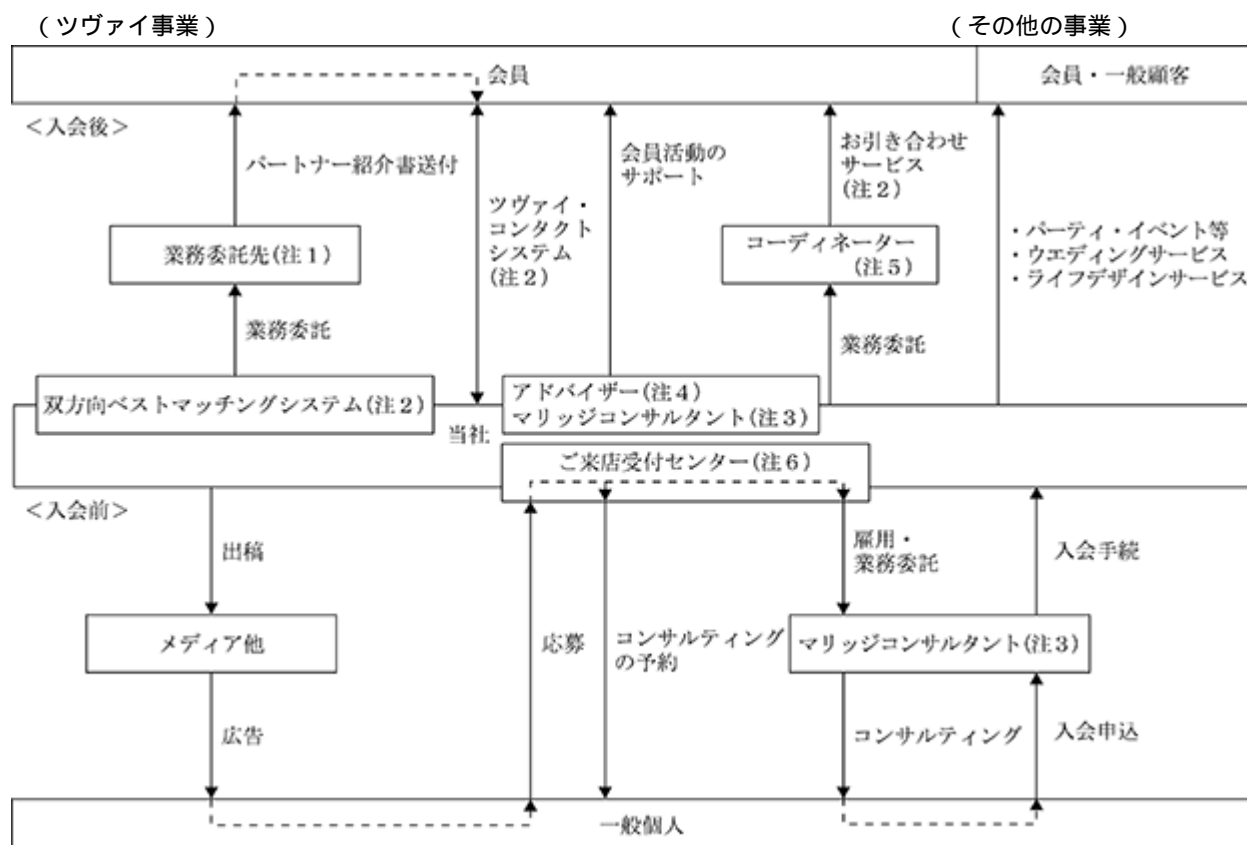 (ツヴァイ事業)
(その他の事業)
会員
会員・一般顧客
<入会後>
パートナー紹介書送付
ツヴァイ・
コンタクト
システム
(注2)
会員活動の
サポート
お引き合わせ
サービス
(注2)
・パーティ・イベント等
・ウエディングサービス
・ライフデザインサービス
業務委託先(注1)
コーディネーター
(注5)
業務委託
業務委託
双方向ベストマッチングシステム(注2)
アドバイザー(注4)
マリッジコンサルタント(注3)
当社
ご来店受付センター(注6)
<入会前>
出稿
雇用・
業務委託
入会手続
メディア他
応募
コンサルティング
の予約
マリッジコンサルタント(注3)
広告
コンサルティング
入会申込
一般個人